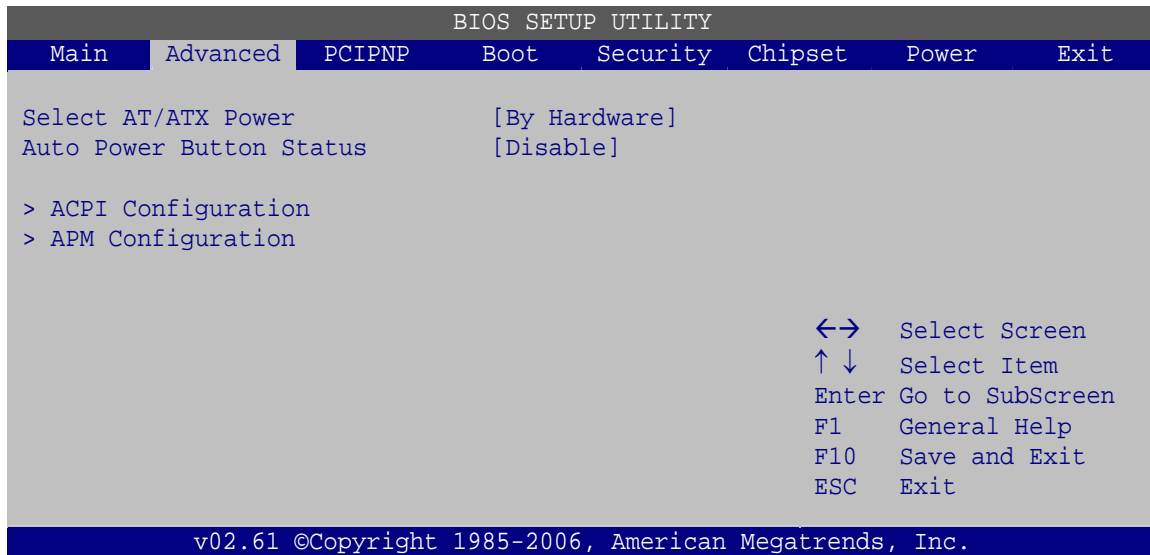 BIOS SETUP UTILITY
Main Advanced PCIPNP Boot Security Chipset Power Exit
Select AT/ATX Power [By Hardware]
Auto Power Button Status [Disable]
> ACPI Configuration
> APM Configuration
←→ Select Screen
↑ ↓ Select Item
Enter Go to SubScreen
F1 General Help
F10 Save and Exit
ESC Exit
v02.61 ©Copyright 1985-2006, American Megatrends, Inc.